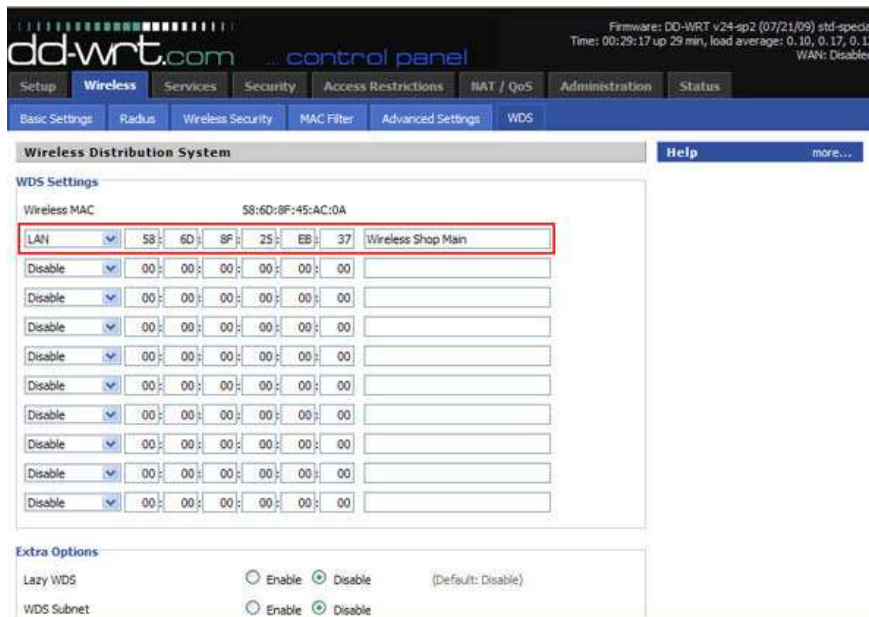 Firmware: DD-WRT v24-sp2 (07/21/09) std-specia
Time: 00:29:17 up 29 min, load average: 0.10, 0.17, 0.1
WAN: Disabled
dd-wrt.com ... control panel
Setup Wireless Services Security Access Restrictions NAT / QoS Administration Status
Basic Settings Radius Wireless Security MAC Filter Advanced Settings WDS
Wireless Distribution System Help more...
WDS Settings
Wireless MAC 58:6D:8F:45:AC:0A
LAN 58 : 6D : 8F : 25 : EB : 37 Wireless Shop Main
Disable 00 : 00 : 00 : 00 : 00 : 00
Disable 00 : 00 : 00 : 00 : 00 : 00
Disable 00 : 00 : 00 : 00 : 00 : 00
Disable 00 : 00 : 00 : 00 : 00 : 00
Disable 00 : 00 : 00 : 00 : 00 : 00
Disable 00 : 00 : 00 : 00 : 00 : 00
Disable 00 : 00 : 00 : 00 : 00 : 00
Disable 00 : 00 : 00 : 00 : 00 : 00
Disable 00 : 00 : 00 : 00 : 00 : 00
Extra Options
Lazy WDS Enable Disable (Default: Disable)
WDS Subnet Enable Disable